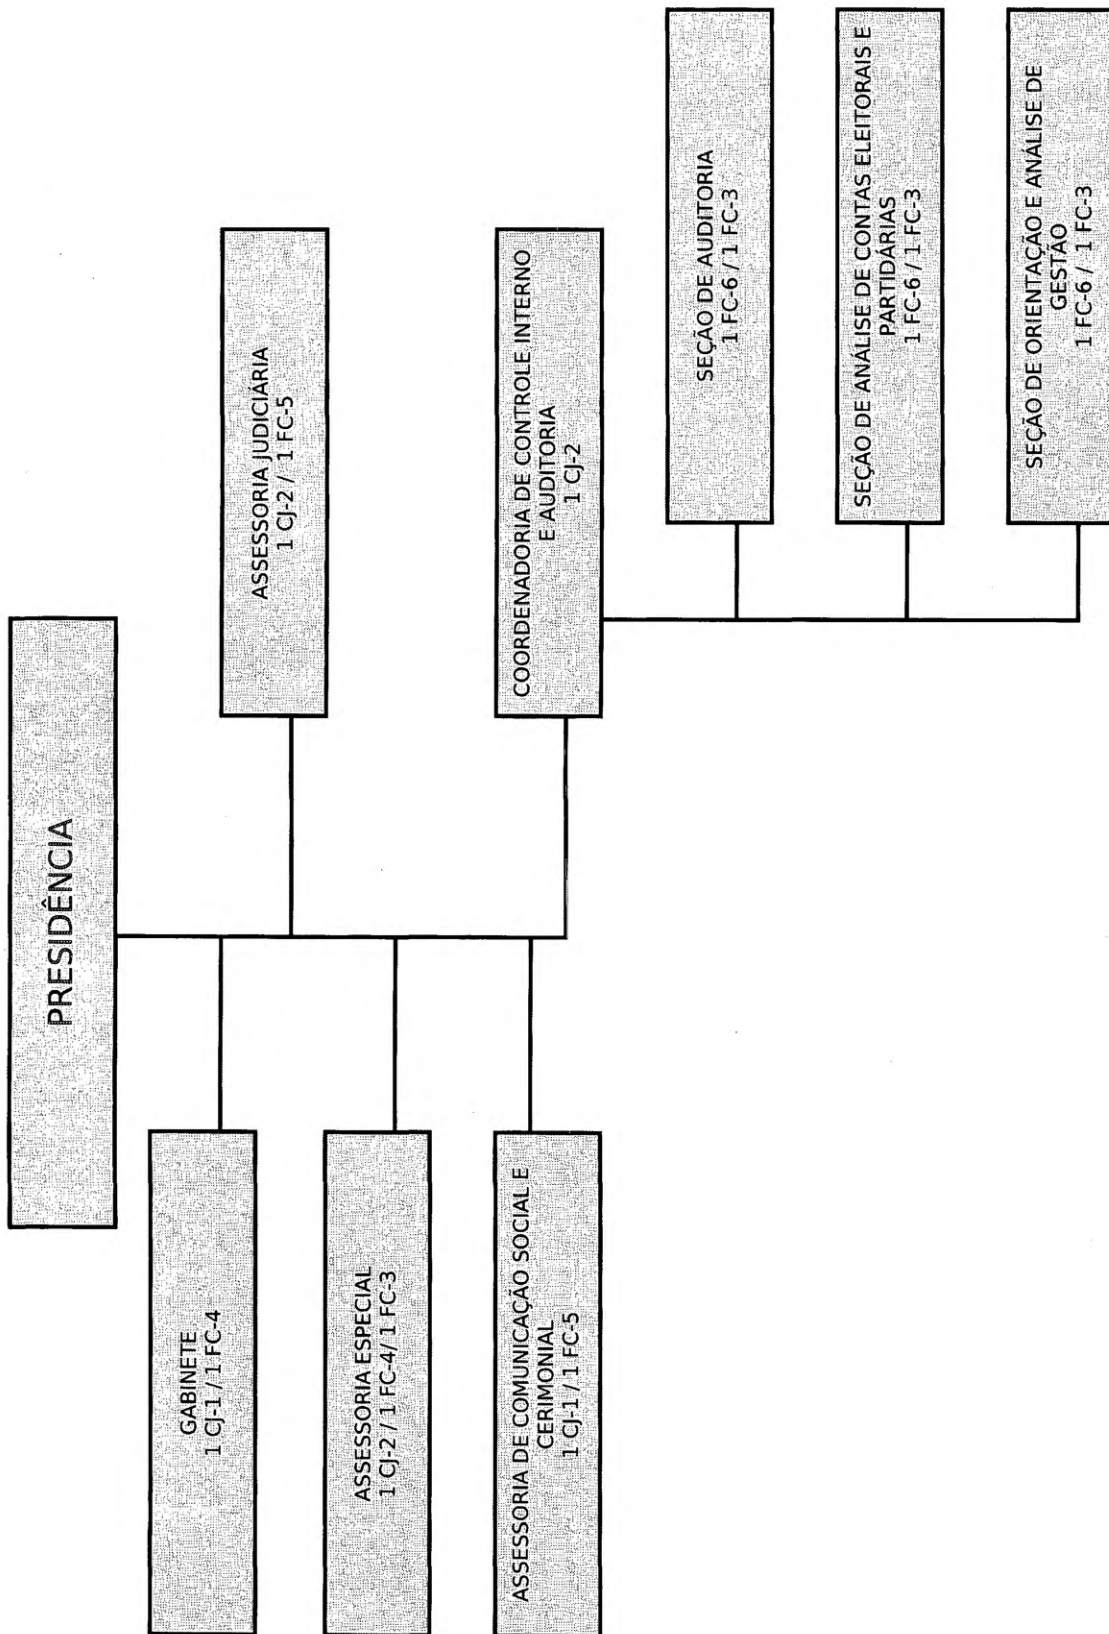 PRESIDÊNCIA
GABINETE
1 CJ-1 / 1 FC-4
ASSESSORIA JUDICIÁRIA
1 CJ-2 / 1 FC-5
ASSESSORIA ESPECIAL
1 CJ-2 / 1 FC-4/ 1 FC-3
ASSESSORIA DE COMUNICAÇÃO SOCIAL E
CERIMONIAL
1 CJ-1 / 1 FC-5
COORDENADORIA DE CONTROLE INTERNO
E AUDITORIA
1 CJ-2
SEÇÃO DE AUDITORIA
1 FC-6 / 1 FC-3
SEÇÃO DE ANÁLISE DE CONTAS ELEITORAIS E
PARTIDÁRIAS
1 FC-6 / 1 FC-3
SEÇÃO DE ORIENTAÇÃO E ANÁLISE DE
GESTÃO
1 FC-6 / 1 FC-3